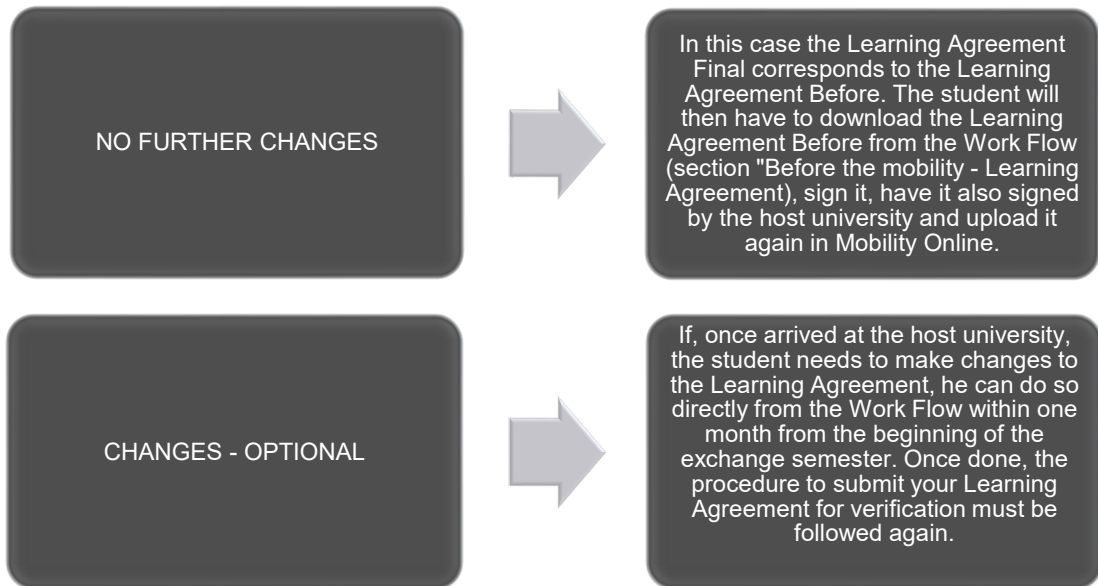 NO FURTHER CHANGES
In this case the Learning Agreement
Final corresponds to the Learning
Agreement Before. The student will
then have to download the Learning
Agreement Before from the Work Flow
(section "Before the mobility - Learning
Agreement), sign it, have it also signed
by the host university and upload it
again in Mobility Online.
CHANGES - OPTIONAL
If, once arrived at the host university,
the student needs to make changes to
the Learning Agreement, he can do so
directly from the Work Flow within one
month from the beginning of the
exchange semester. Once done, the
procedure to submit your Learning
Agreement for verification must be
followed again.